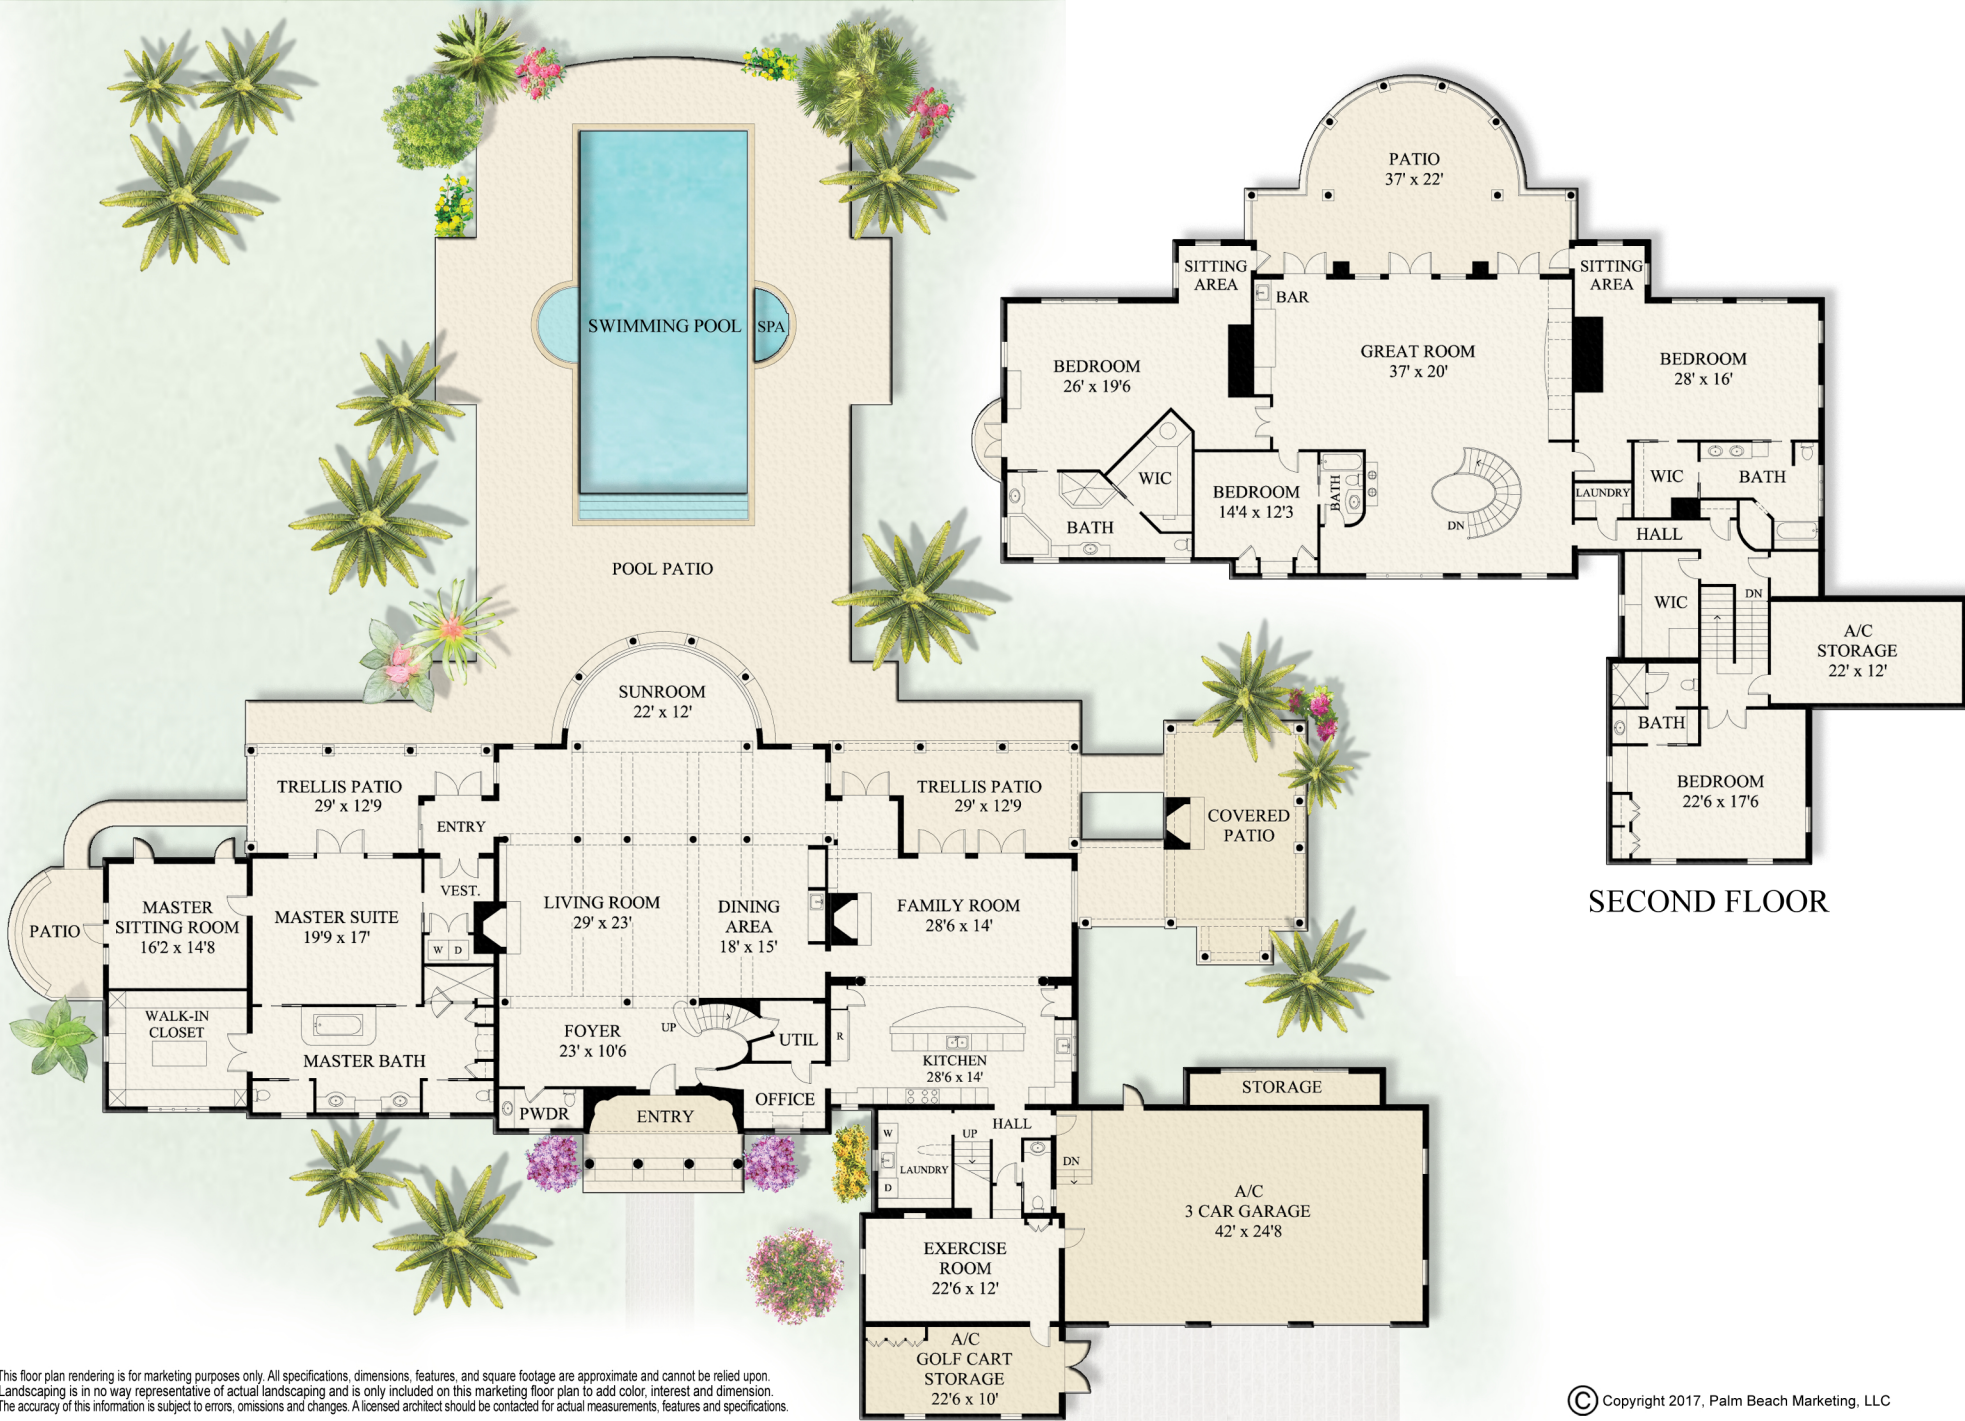 SWIMMING POOL
SPA
POOL PATIO
SUNROOM
22' x 12'
TRELLIS PATIO
29' x 12'9
ENTRY
TRELLIS PATIO
29' x 12'9
COVERED
PATIO
VEST.
W D
PATIO
MASTER
SITTING ROOM
16'2 x 14'8
MASTER SUITE
19'9 x 17'
LIVING ROOM
29' x 23'
DINING
AREA
18' x 15'
FAMILY ROOM
28'6 x 14'
WALK-IN
CLOSET
MASTER BATH
FOYER
23' x 10'6
UP
UTIL
R
KITCHEN
28'6 x 14'
PWDR
ENTRY
OFFICE
STORAGE
W
LAUNDRY
D
UP
HALL
DN
A/C
3 CAR GARAGE
42' x 24'8
EXERCISE
ROOM
22'6 x 12'
A/C
GOLF CART
STORAGE
22'6 x 10'
PATIO
37' x 22'
SITTING
AREA
BAR
SITTING
AREA
BEDROOM
26' x 19'6
GREAT ROOM
37' x 20'
BEDROOM
28' x 16'
WIC
BATH
BEDROOM
14'4 x 12'3
BATH
DN
LAUNDRY
WIC
BATH
HALL
WIC
DN
A/C
STORAGE
22' x 12'
BATH
BEDROOM
22'6 x 17'6
SECOND FLOOR
This floor plan rendering is for marketing purposes only. All specifications, dimensions, features, and square footage are approximate and cannot be relied upon.
Landscaping is in no way representative of actual landscaping and is only included on this marketing floor plan to add color, interest and dimension.
The accuracy of this information is subject to errors, omissions and changes. A licensed architect should be contacted for actual measurements, features and specifications.
© Copyright 2017, Palm Beach Marketing, LLC